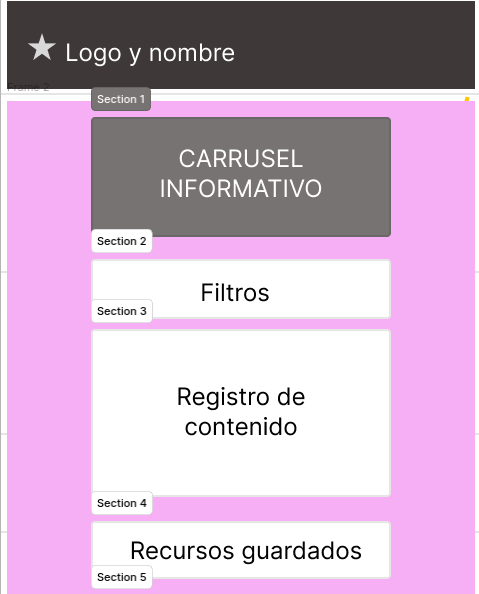 Logo y nombre
Frame 2
Section 1
CARRUSEL
INFORMATIVO
Section 2
Filtros
Section 3
Registro de
contenido
Section 4
Recursos guardados
Section 5